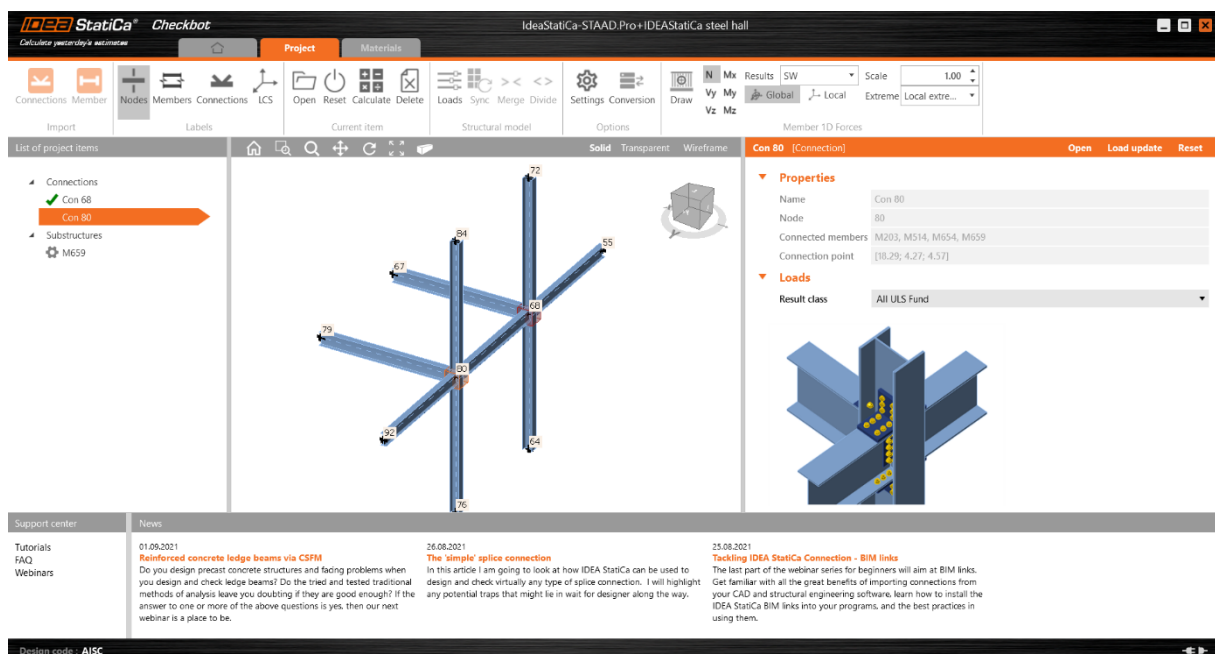 IDEA StatiCa® Checkbot
IdeaStatiCa-STAAD.Pro+IDEAStatiCa steel hall
Calculate yesterday's estimates
Project Materials
Connections Member Nodes Members Connections LCS Open Reset Calculate Delete Loads Sync Merge Divide Settings Conversion Draw
N Mx Results SW Scale 1.00
Vy My Global Local Extreme Local extre...
Vz Mz
Import Labels Current item Structural model Options Member 1D Forces
List of project items
Solid Transparent Wireframe
Con 80 [Connection] Open Load update Reset
Connections
Con 68
Con 80
Substructures
M659
72
84
55
67
68
79
80
92
64
76
Properties
Name Con 80
Node 80
Connected members M203, M514, M654, M659
Connection point [18.29; 4.27; 4.57]
Loads
Result class All ULS Fund
Support center
Tutorials
FAQ
Webinars
News
01.09.2021
Reinforced concrete ledge beams via CSFM
Do you design precast concrete structures and facing problems when
you design and check ledge beams? Do the tried and tested traditional
methods of analysis leave you doubting if they are good enough? If the
answer to one or more of the above questions is yes, then our next
webinar is a place to be.
26.08.2021
The 'simple' splice connection
In this article I am going to look at how IDEA StatiCa can be used to
design and check virtually any type of splice connection. I will highlight
any potential traps that might lie in wait for designer along the way.
25.08.2021
Tackling IDEA StatiCa Connection - BIM links
The last part of the webinar series for beginners will aim at BIM links.
Get familiar with all the great benefits of importing connections from
your CAD and structural engineering software, learn how to install the
IDEA StatiCa BIM links into your programs, and the best practices in
using them.
Design code : AISC